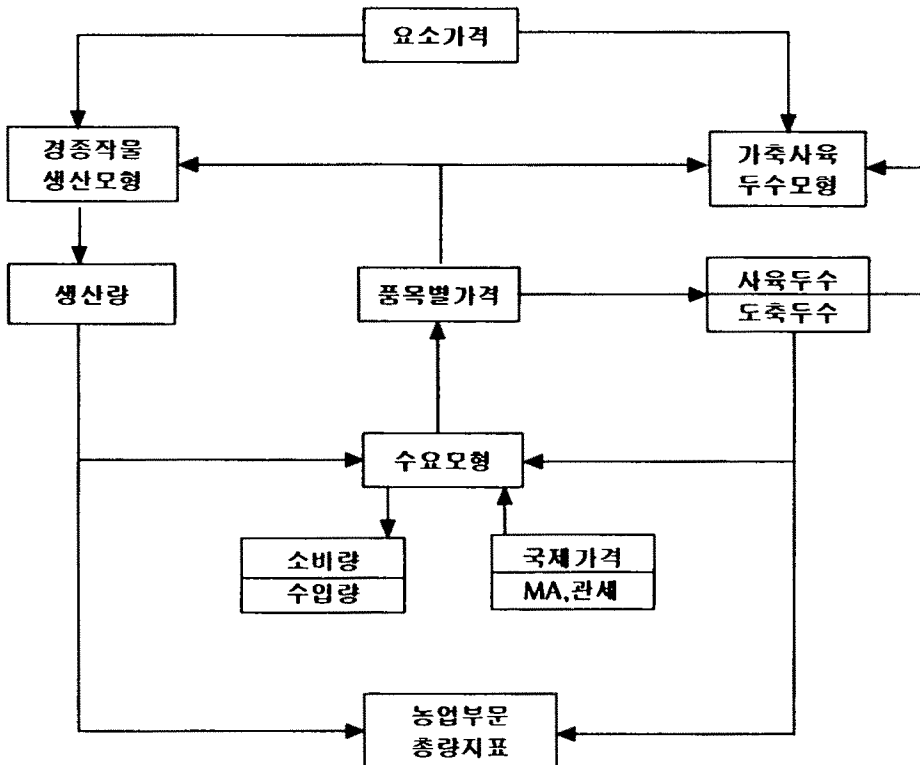 요소가격
경종작물
생산모형
가축사육
두수모형
생산량
품목별가격
사육두수
도축두수
수요모형
소비량
수입량
국제가격
MA,관세
농업부문
총량지표